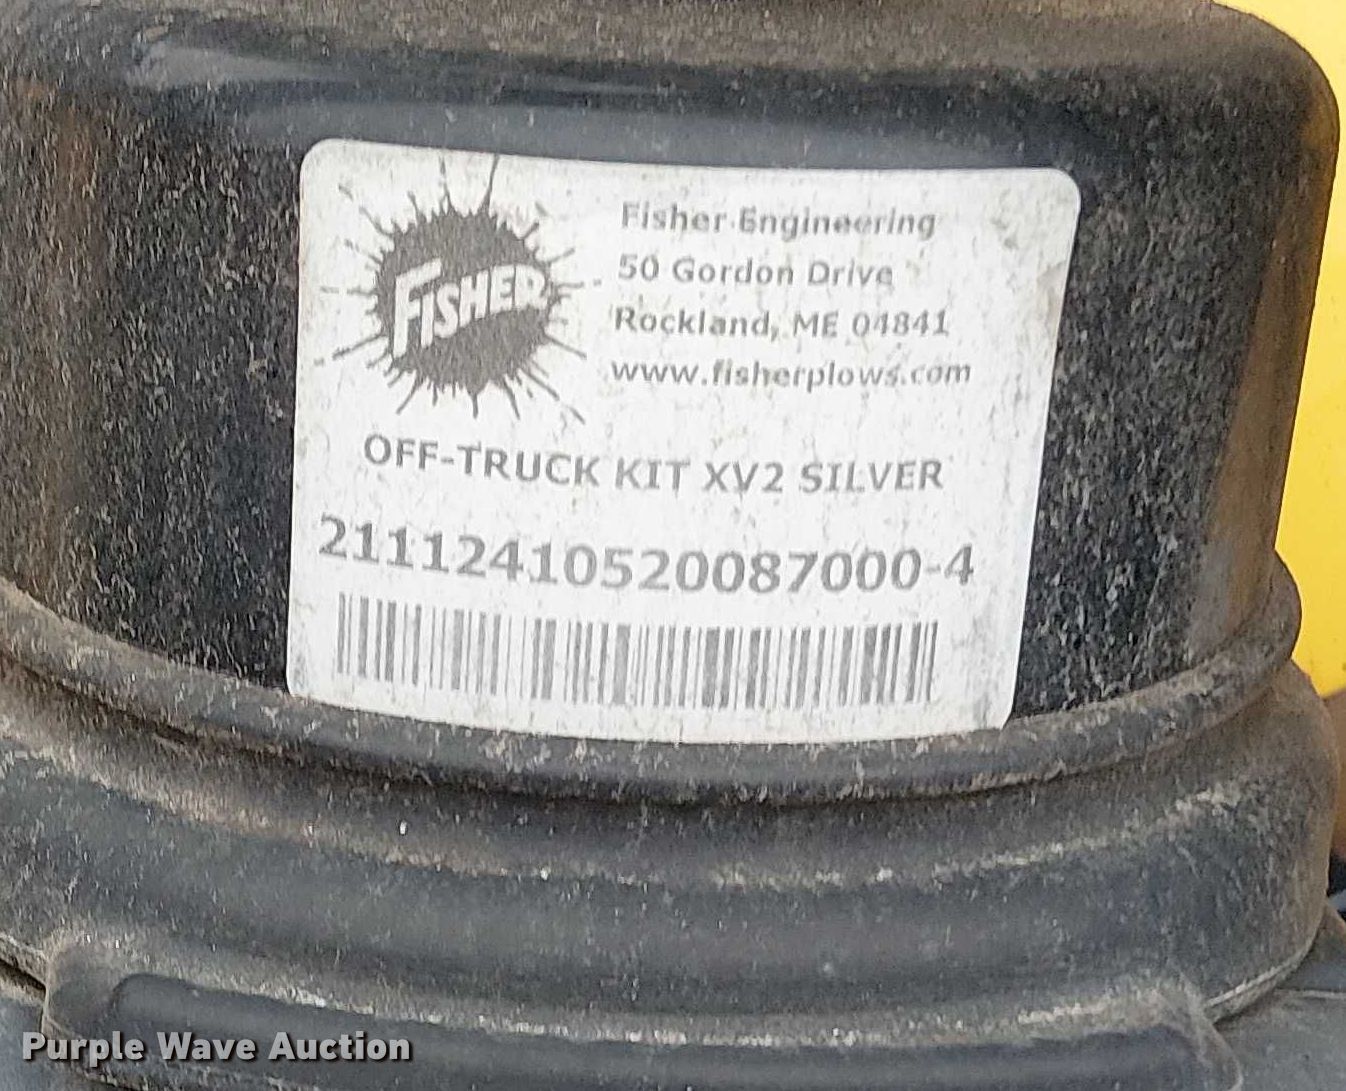 FISHER
Fisher Engineering
50 Gordon Drive
Rockland, ME 04841
www.fisherplows.com
OFF-TRUCK KIT XV2 SILVER
21112410520087000-4
Purple Wave Auction